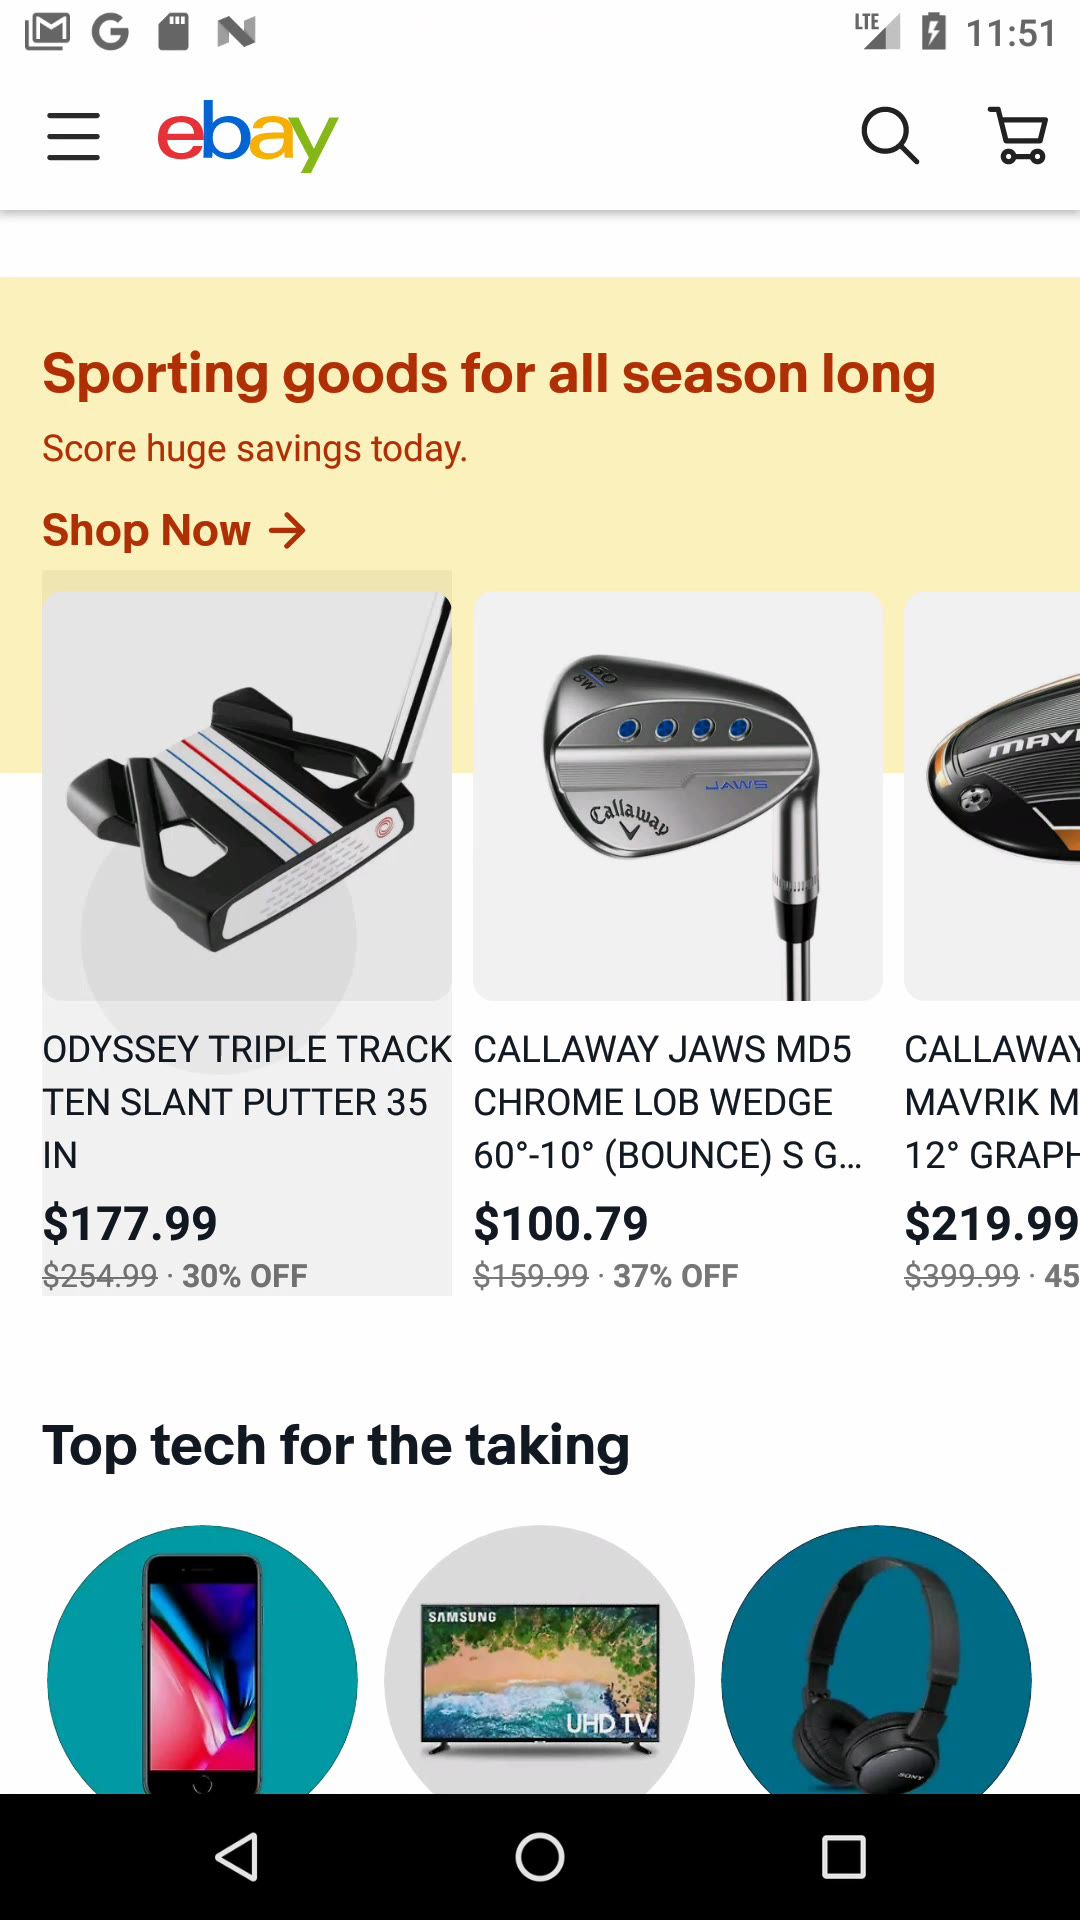 LTE 11:51
ebay
Sporting goods for all season long
Score huge savings today.
Shop Now
60
8W
JAWS
Callaway
ODYSSEY TRIPLE TRACK
TEN SLANT PUTTER 35
IN
$177.99
$254.99 · 30% OFF
CALLAWAY JAWS MD5
CHROME LOB WEDGE
60°-10° (BOUNCE) S G...
$100.79
$159.99 · 37% OFF
CALLAWAY
MAVRIK M
12° GRAPH
$219.99
$399.99 · 45
Top tech for the taking
SAMSUNG
UHD TV
SONY